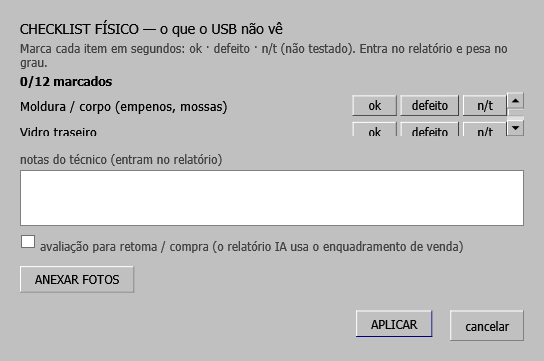 CHECKLIST FÍSICO — o que o USB não vê
Marca cada item em segundos: ok · defeito · n/t (não testado). Entra no relatório e pesa no
grau.
0/12 marcados
Moldura / corpo (empenos, mossas) ok defeito n/t
Vidro traseiro ok defeito n/t
notas do técnico (entram no relatório)
avaliação para retoma / compra (o relatório IA usa o enquadramento de venda)
ANEXAR FOTOS
APLICAR cancelar